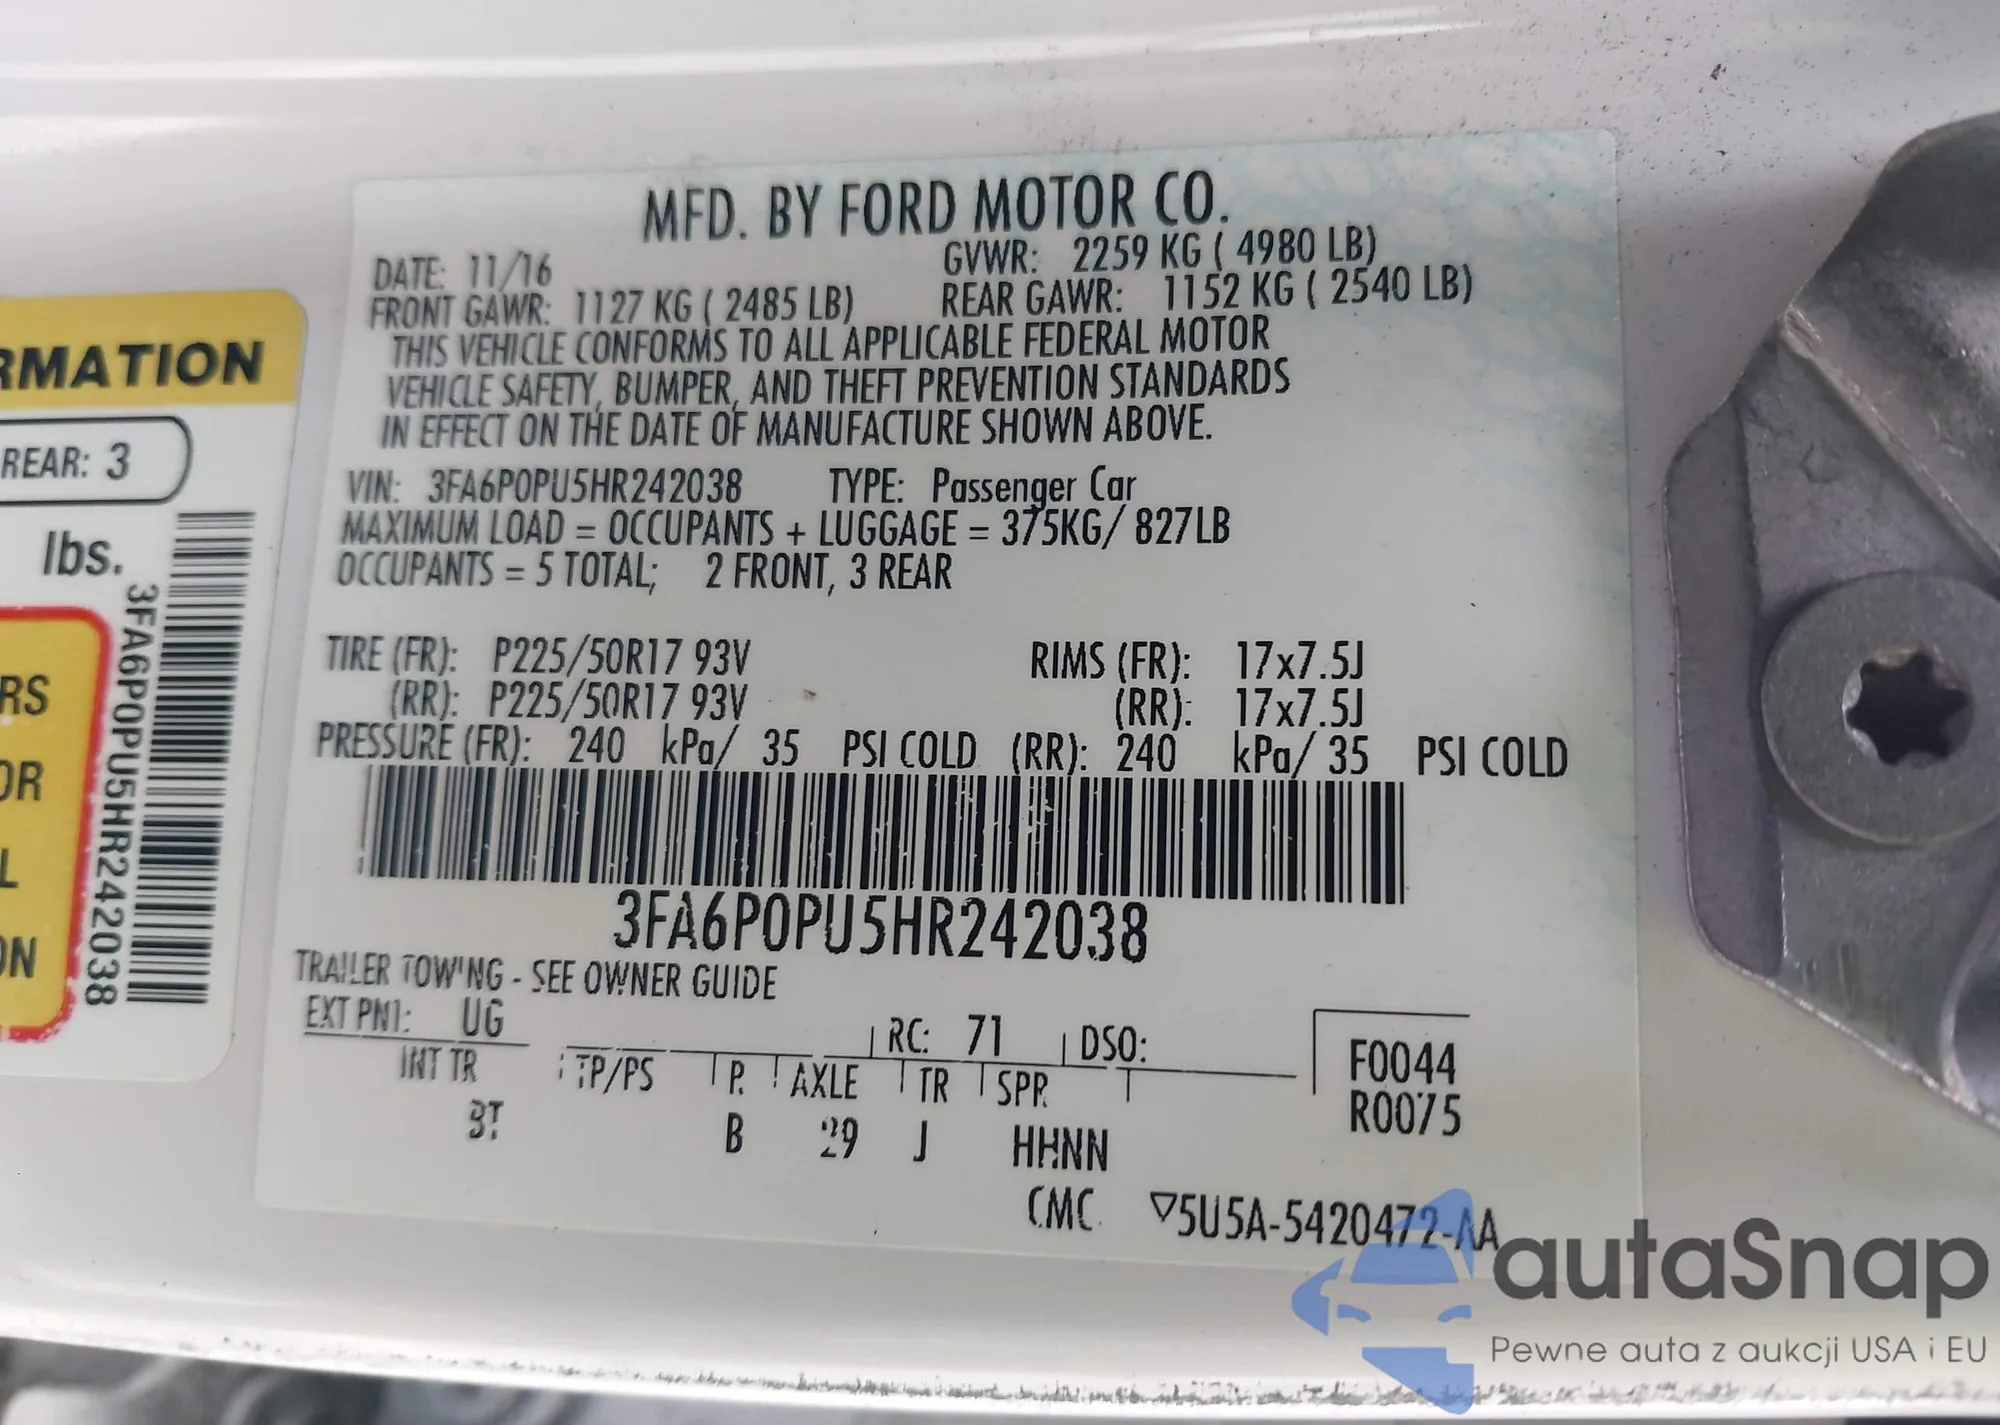 MFD. BY FORD MOTOR CO.
DATE: 11/16
GVWR: 2259 KG ( 4980 LB)
FRONT GAWR: 1127 KG ( 2485 LB)
REAR GAWR: 1152 KG ( 2540 LB)
THIS VEHICLE CONFORMS TO ALL APPLICABLE FEDERAL MOTOR
VEHICLE SAFETY, BUMPER, AND THEFT PREVENTION STANDARDS
IN EFFECT ON THE DATE OF MANUFACTURE SHOWN ABOVE.
VIN: 3FA6P0PU5HR242038 TYPE: Passenger Car
MAXIMUM LOAD = OCCUPANTS + LUGGAGE = 375KG/ 827LB
OCCUPANTS = 5 TOTAL; 2 FRONT, 3 REAR
TIRE (FR): P225/50R17 93V RIMS (FR): 17x7.5J
(RR): P225/50R17 93V (RR): 17x7.5J
PRESSURE (FR): 240 kPa/ 35 PSI COLD (RR): 240 kPa/ 35 PSI COLD
3FA6P0PU5HR242038
TRAILER TOWING - SEE OWNER GUIDE
EXT PNT: UG RC: 71 DSO:
INT TR TP/PS R AXLE TR SPR
B 29 J HHNN
F0044
R0075
CMC ▽5U5A-5420472-AA
RMATION
REAR: 3
lbs.
3FA6P0PU5HR242038
RS
OR
L
ON
autaSnap
Pewne auta z aukcji USA i EU